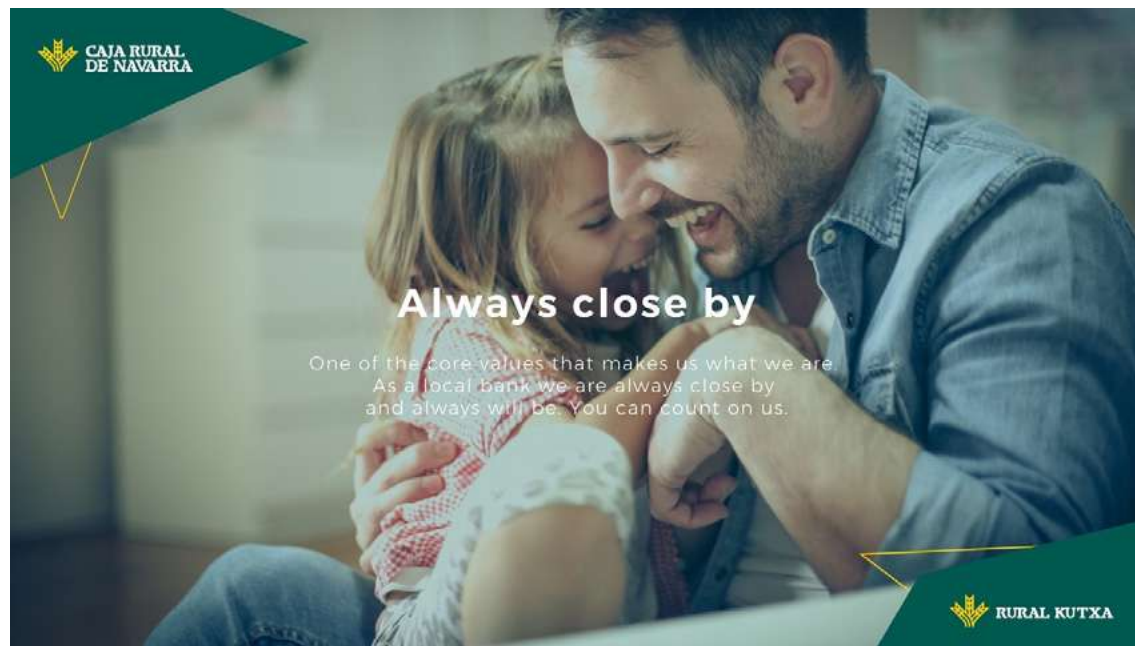 CAJA RURAL
DE NAVARRA
Always close by
One of the core values that makes us what we are.
As a local bank we are always close by
and always will be. You can count on us.
RURAL KUTXA